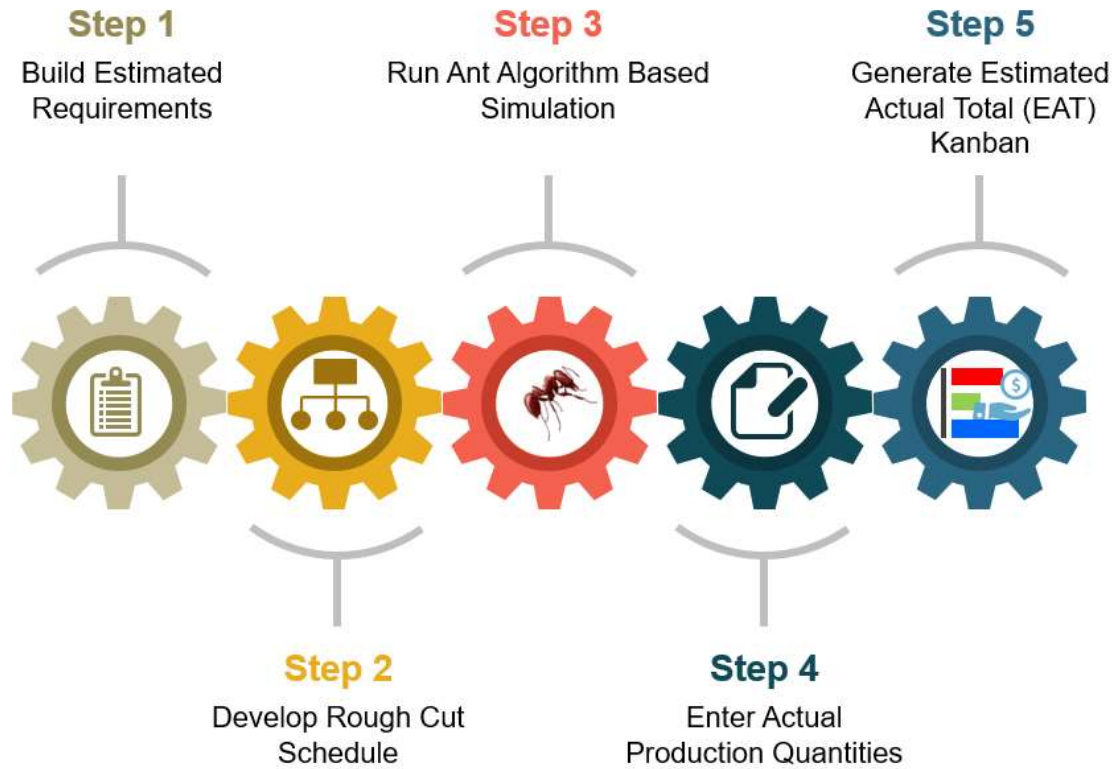 Step 1
Build Estimated
Requirements
Step 2
Develop Rough Cut
Schedule
Step 3
Run Ant Algorithm Based
Simulation
Step 4
Enter Actual
Production Quantities
Step 5
Generate Estimated
Actual Total (EAT)
Kanban
$